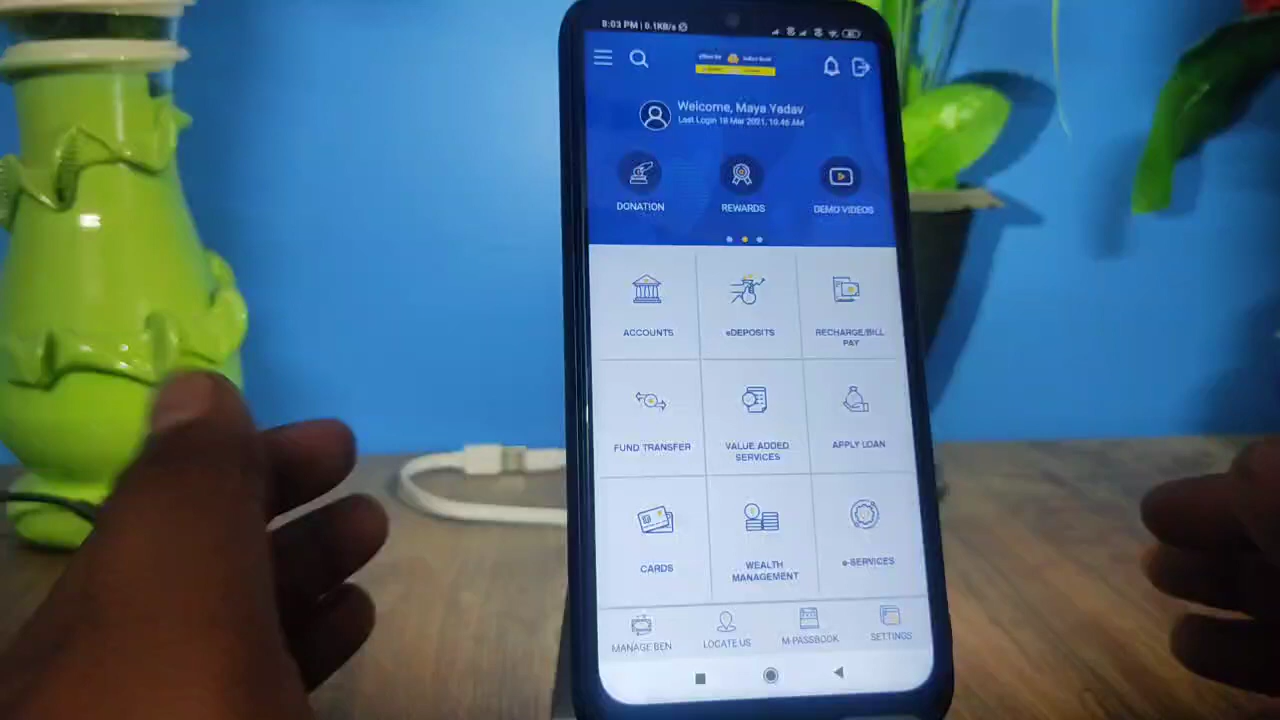 8:03 PM | 0.1KB/s
Welcome, Maya Yadav
Last Login 18 Mar 2021, 10.46 AM
DONATION
REWARDS
DEMO VIDEOS
ACCOUNTS
eDEPOSITS
RECHARGE/BILL
PAY
FUND TRANSFER
VALUE ADDED
SERVICES
APPLY LOAN
CARDS
WEALTH
MANAGEMENT
e-SERVICES
MANAGE BEN
LOCATE US
M-PASSBOOK
SETTINGS